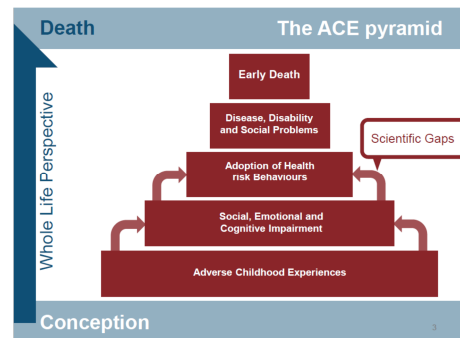 Death
The ACE pyramid
Whole Life Perspective
Early Death
Disease, Disability
and Social Problems
Scientific Gaps
Adoption of Health
risk Behaviours
Social, Emotional and
Cognitive Impairment
Adverse Childhood Experiences
Conception
3